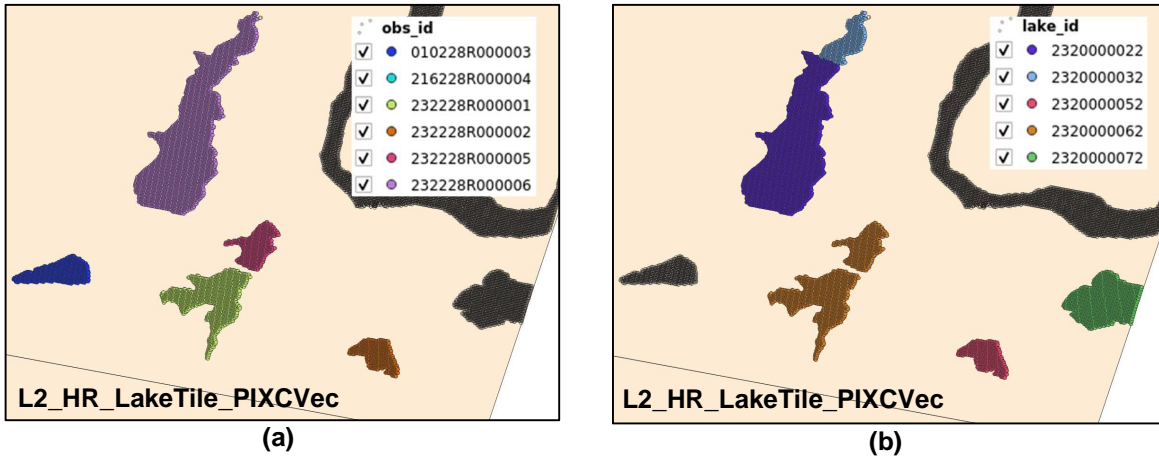 obs_id
010228R000003
216228R000004
232228R000001
232228R000002
232228R000005
232228R000006
L2_HR_LakeTile_PIXCVec
(a)
lake_id
2320000022
2320000032
2320000052
2320000062
2320000072
L2_HR_LakeTile_PIXCVec
(b)